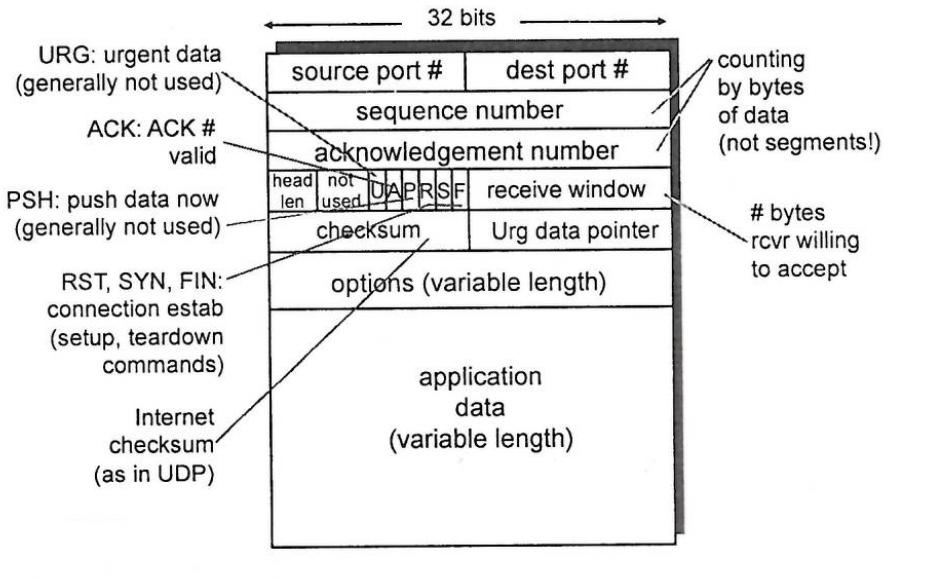 32 bits
URG: urgent data
(generally not used)
ACK: ACK #
valid
PSH: push data now
(generally not used)
RST, SYN, FIN:
connection estab
(setup, teardown
commands)
Internet
checksum
(as in UDP)
source port #
dest port #
sequence number
acknowledgement number
head
len
not
used
U A P R S F
receive window
checksum
Urg data pointer
options (variable length)
application
data
(variable length)
counting
by bytes
of data
(not segments!)
# bytes
rcvr willing
to accept